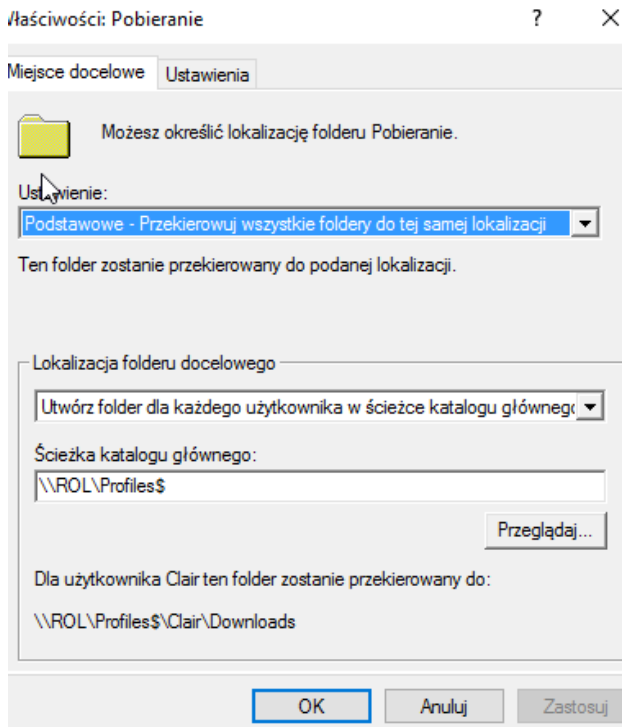 Właściwości: Pobieranie
Miejsce docelowe
Ustawienia
Możesz określić lokalizację folderu Pobieranie.
Ustawienie:
Podstawowe - Przekierowuj wszystkie foldery do tej samej lokalizacji
Ten folder zostanie przekierowany do podanej lokalizacji.
Lokalizacja folderu docelowego
Utwórz folder dla każdego użytkownika w ścieżce katalogu główneg
Ścieżka katalogu głównego:
\\ROL\Profiles$
Przeglądaj...
Dla użytkownika Clair ten folder zostanie przekierowany do:
\\ROL\Profiles$\Clair\Downloads
OK
Anuluj
Zastosuj